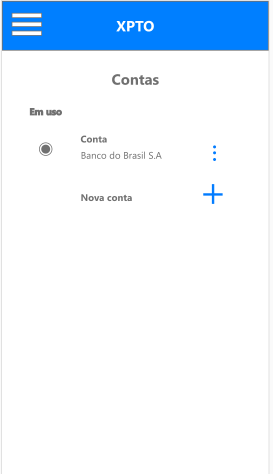 XPTO
Contas
Em uso
Conta
Banco do Brasil S.A
Nova conta